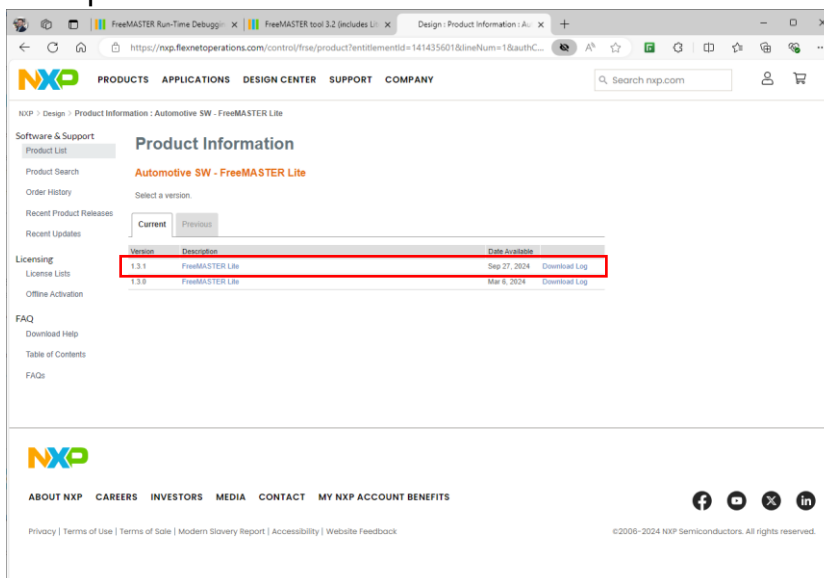 FreeMASTER Run-Time Debuggin
FreeMASTER tool 3.2 (includes Lit
Design : Product Information : Au
https://nxp.flexnetoperations.com/control/frse/product?entitlementId=141435601&lineNum=1&authC...
NXP
PRODUCTS APPLICATIONS DESIGN CENTER SUPPORT COMPANY
Search nxp.com
NXP > Design > Product Information : Automotive SW - FreeMASTER Lite
Software & Support
Product List
Product Search
Order History
Recent Product Releases
Recent Updates
Licensing
License Lists
Offline Activation
FAQ
Download Help
Table of Contents
FAQs
Product Information
Automotive SW - FreeMASTER Lite
Select a version.
Current Previous
Version Description Date Available
1.3.1 FreeMASTER Lite Sep 27, 2024 Download Log
1.3.0 FreeMASTER Lite Mar 6, 2024 Download Log
NXP
ABOUT NXP CAREERS INVESTORS MEDIA CONTACT MY NXP ACCOUNT BENEFITS
Privacy | Terms of Use | Terms of Sale | Modern Slavery Report | Accessibility | Website Feedback
©2006-2024 NXP Semiconductors. All rights reserved.